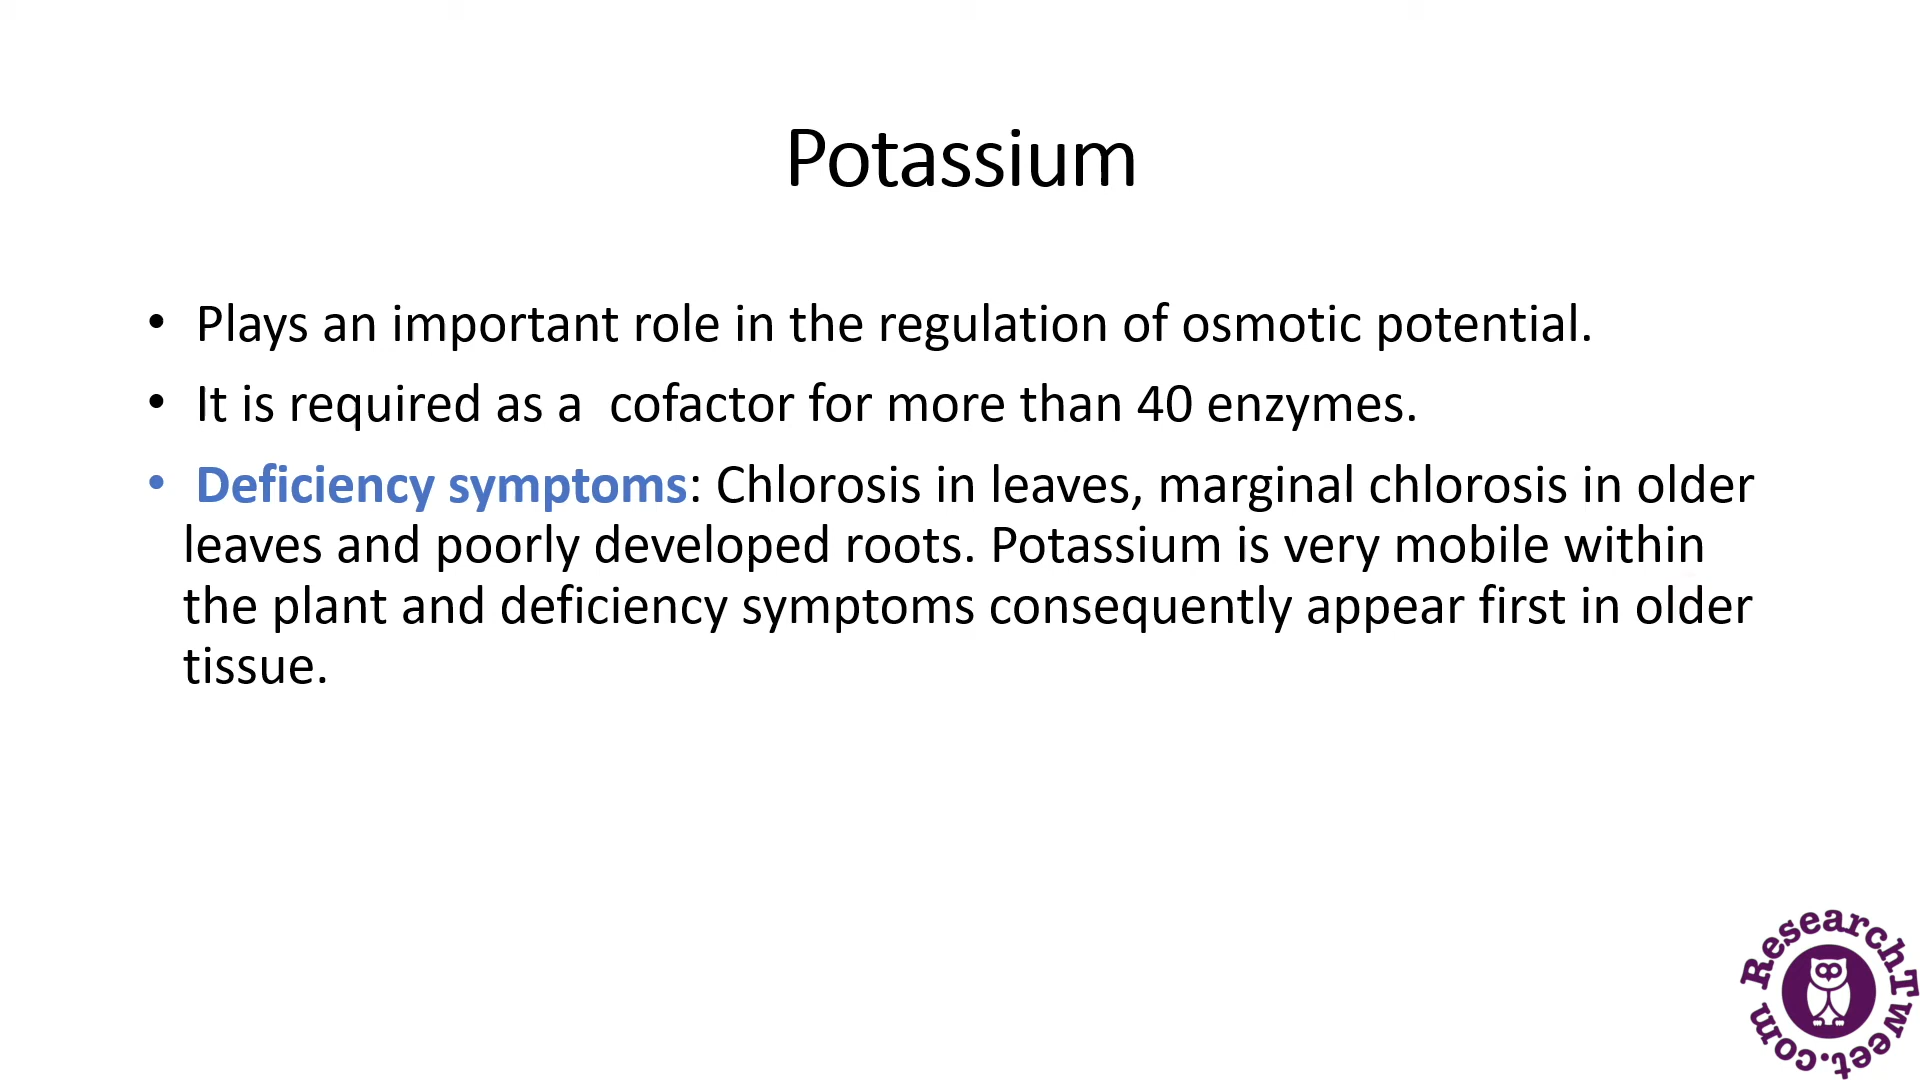 Potassium
• Plays an important role in the regulation of osmotic potential.
• It is required as a  cofactor for more than 40 enzymes.
• Deficiency symptoms: Chlorosis in leaves, marginal chlorosis in older
leaves and poorly developed roots. Potassium is very mobile within
the plant and deficiency symptoms consequently appear first in older
tissue.
ResearchTweet.com